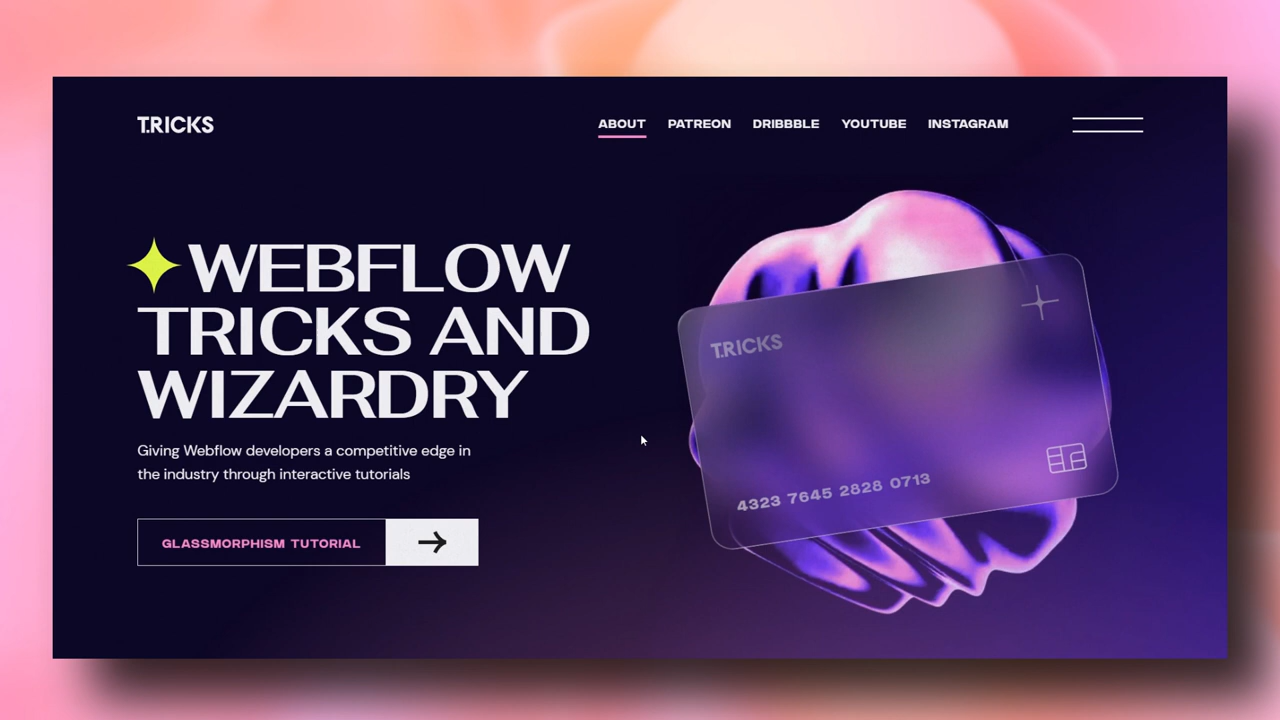 T.RICKS
ABOUT PATREON DRIBBBLE YOUTUBE INSTAGRAM
WEBFLOW
TRICKS AND
WIZARDRY
Giving Webflow developers a competitive edge in
the industry through interactive tutorials
GLASSMORPHISM TUTORIAL
T.RICKS
4323 7645 2828 0713